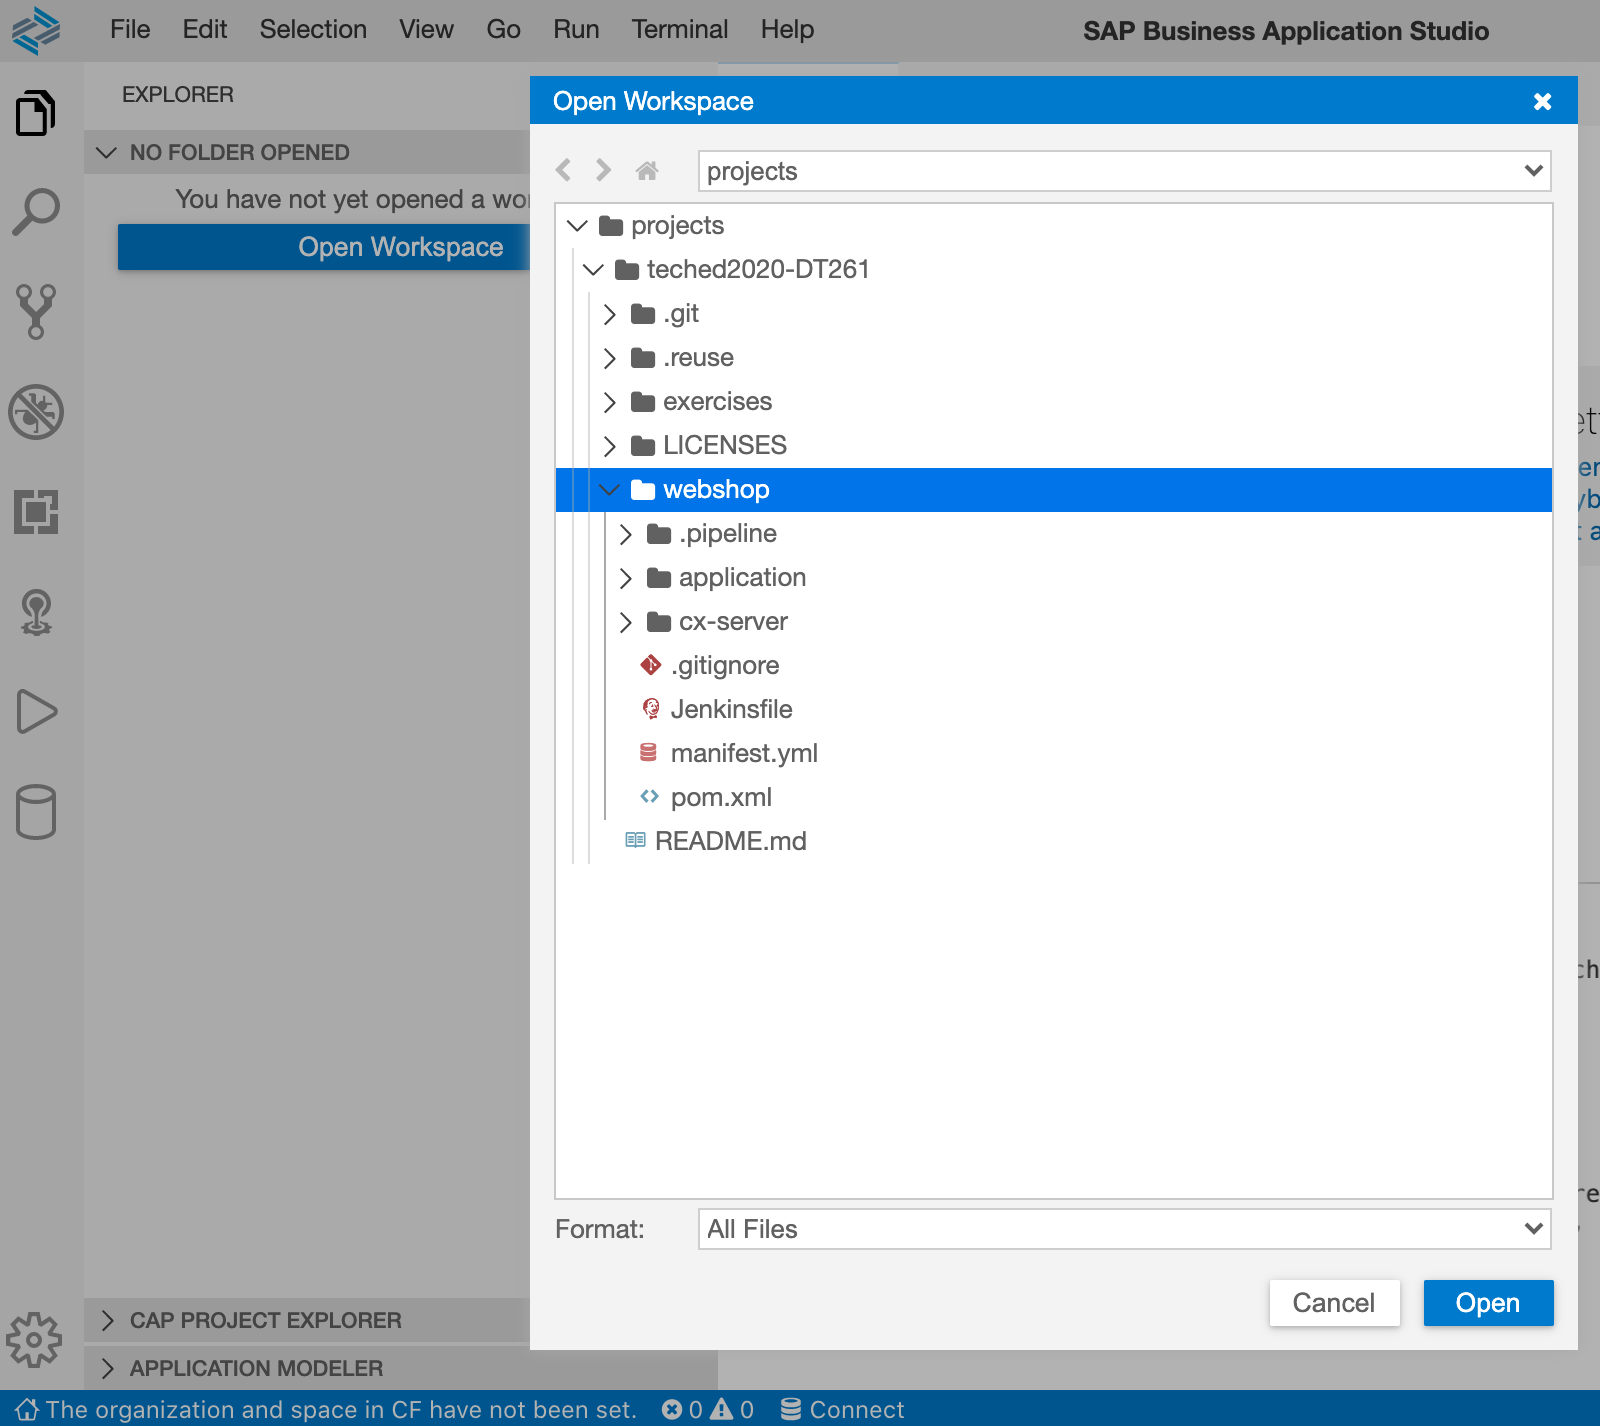 File Edit Selection View Go Run Terminal Help SAP Business Application Studio
EXPLORER
NO FOLDER OPENED
You have not yet opened a
Open Workspace
Open Workspace
projects
projects
teched2020-DT261
.git
.reuse
exercises
LICENSES
webshop
.pipeline
application
cx-server
.gitignore
Jenkinsfile
manifest.yml
pom.xml
README.md
Format: All Files
Cancel Open
CAP PROJECT EXPLORER
APPLICATION MODELER
The organization and space in CF have not been set. 0 0 Connect